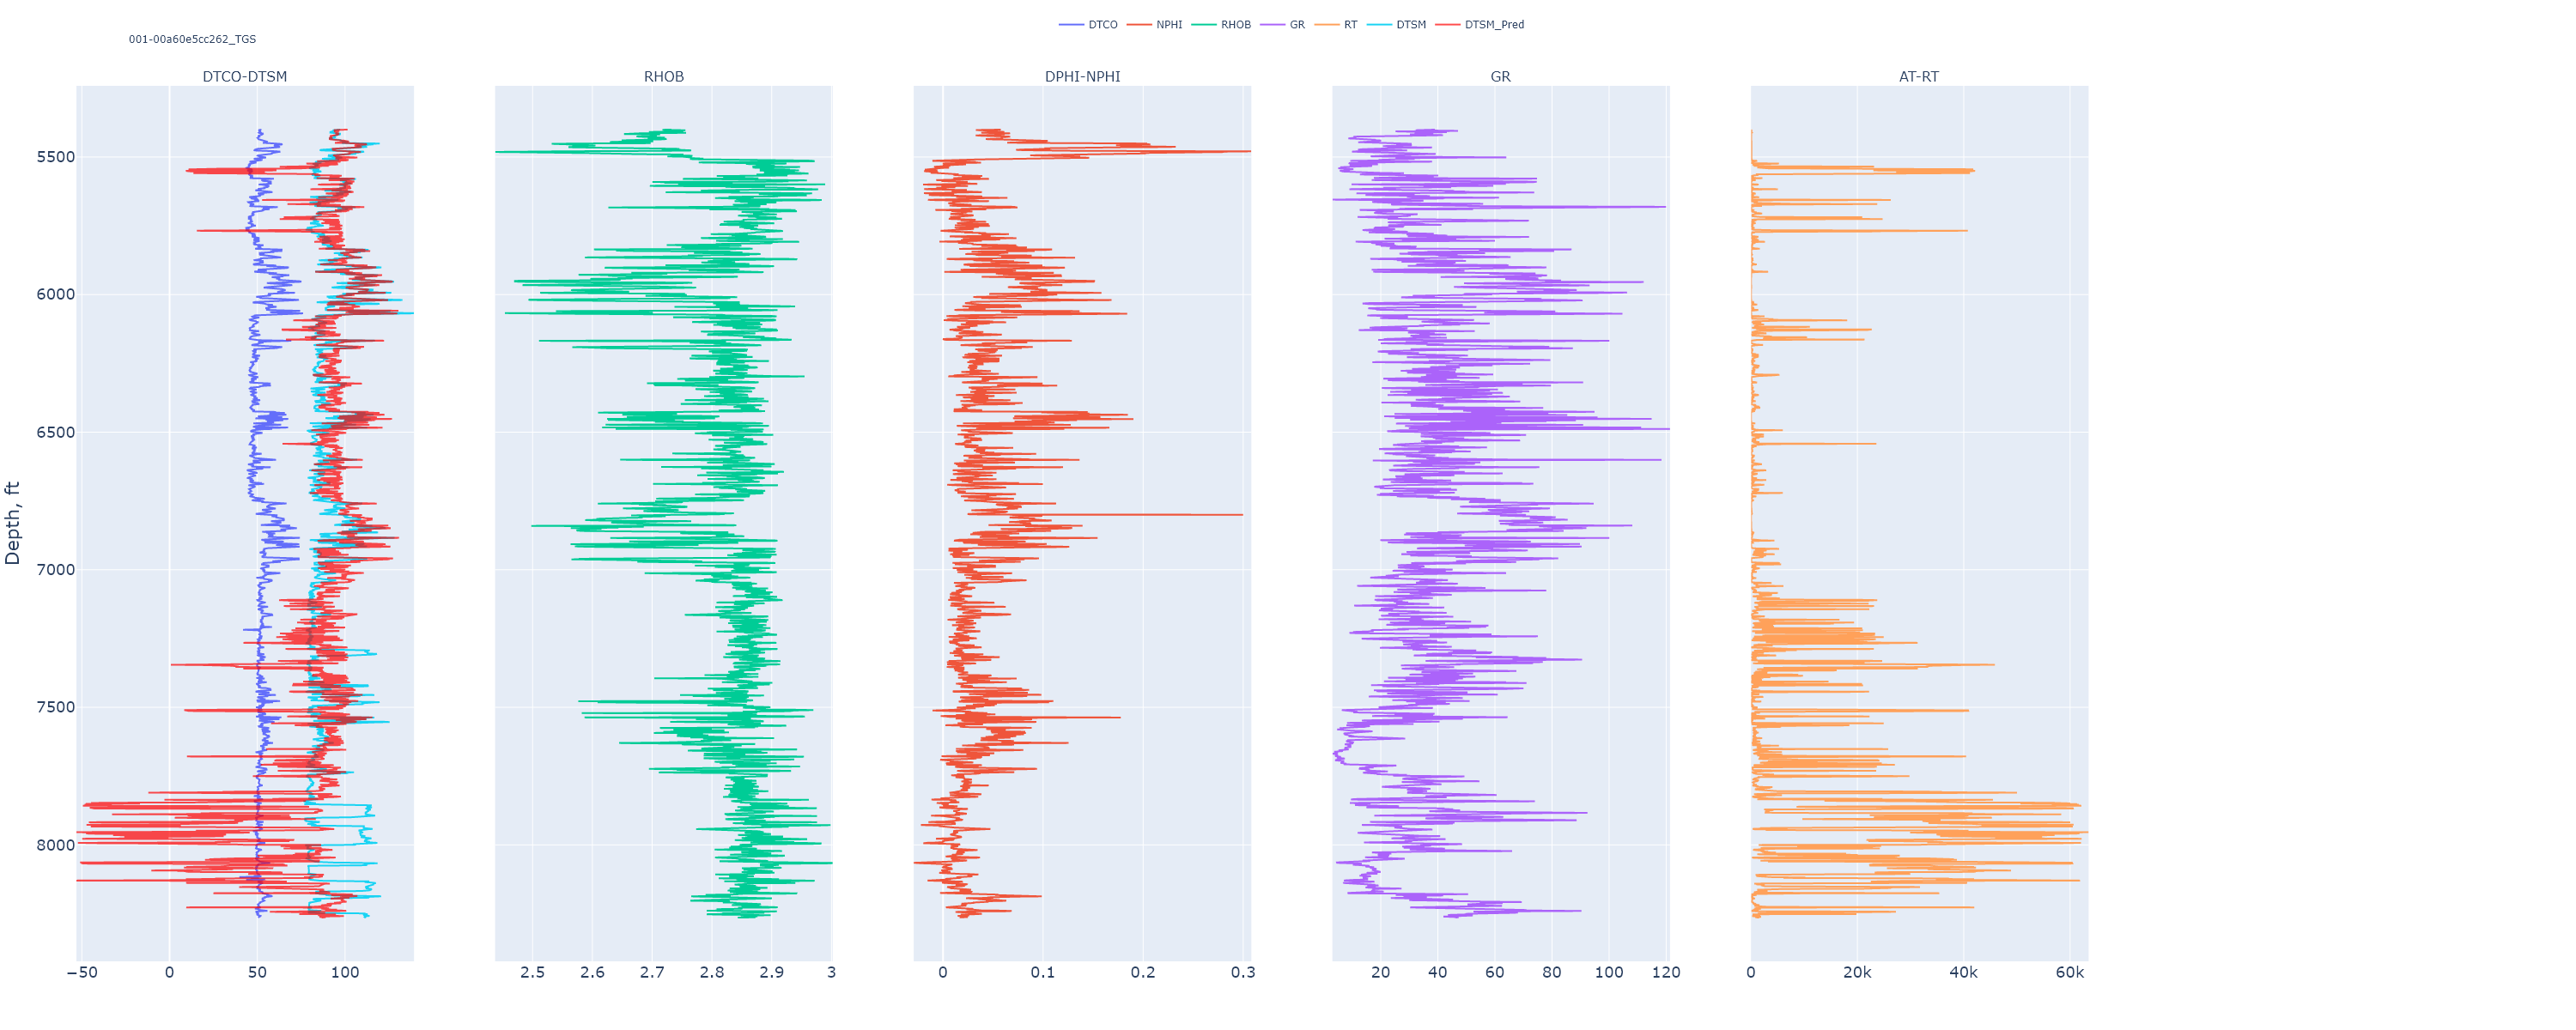 DTCO NPHI RHOB GR RT DTSM DTSM_Pred
001-00a60e5cc262_TGS
DTCO-DTSM RHOB DPHI-NPHI GR AT-RT
5500
6000
6500
7000
7500
8000
Depth, ft
−50 0 50 100 2.5 2.6 2.7 2.8 2.9 3 0 0.1 0.2 0.3 20 40 60 80 100 120 0 20k 40k 60k